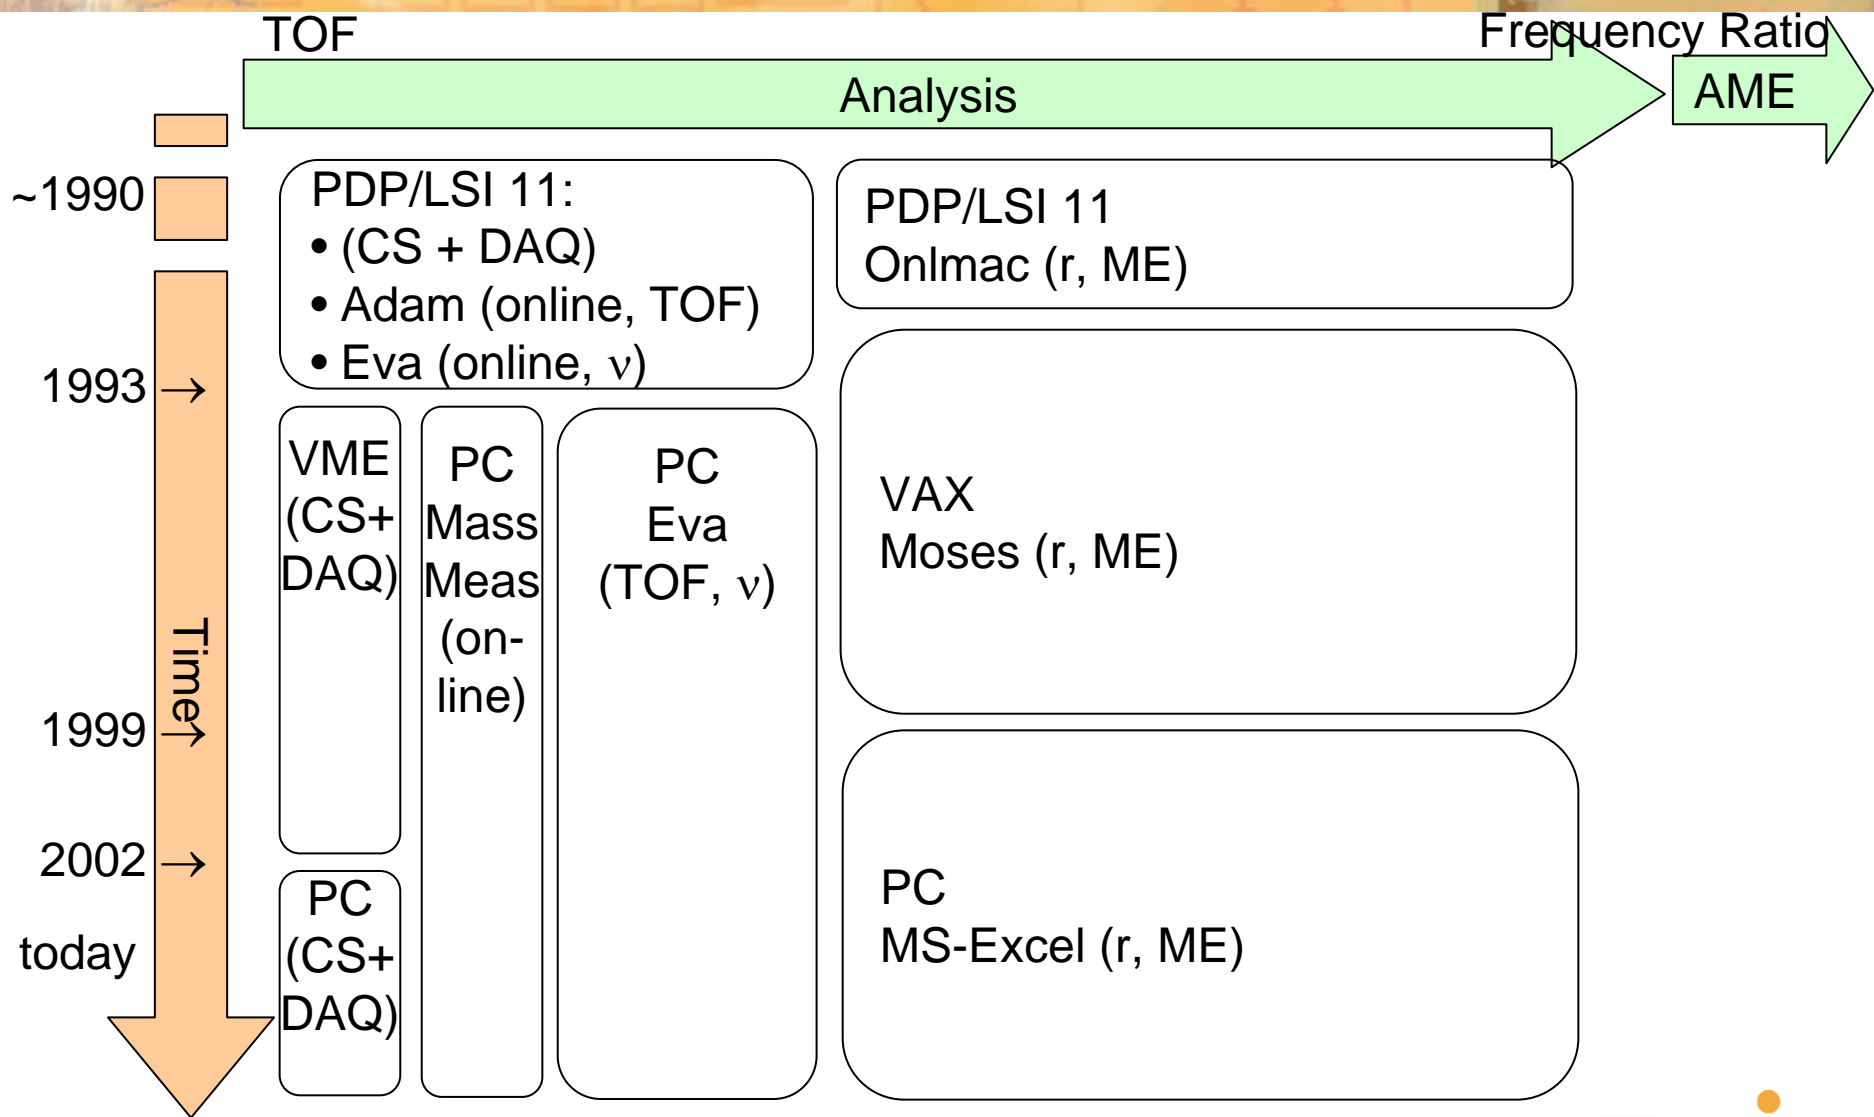 TOF
Frequency Ratio
Analysis
AME
~1990
PDP/LSI 11:
• (CS + DAQ)
• Adam (online, TOF)
• Eva (online, ν)
PDP/LSI 11
Onlmac (r, ME)
1993 →
VME
(CS+
DAQ)
PC
Mass
Meas
(on-
line)
PC
Eva
(TOF, ν)
VAX
Moses (r, ME)
Time
1999 →
2002 →
today
PC
(CS+
DAQ)
PC
MS-Excel (r, ME)